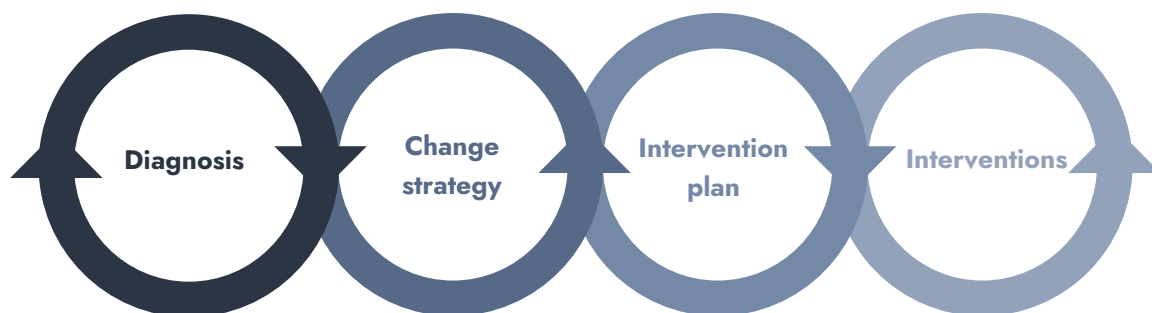 Diagnosis
Change
strategy
Intervention
plan
Interventions